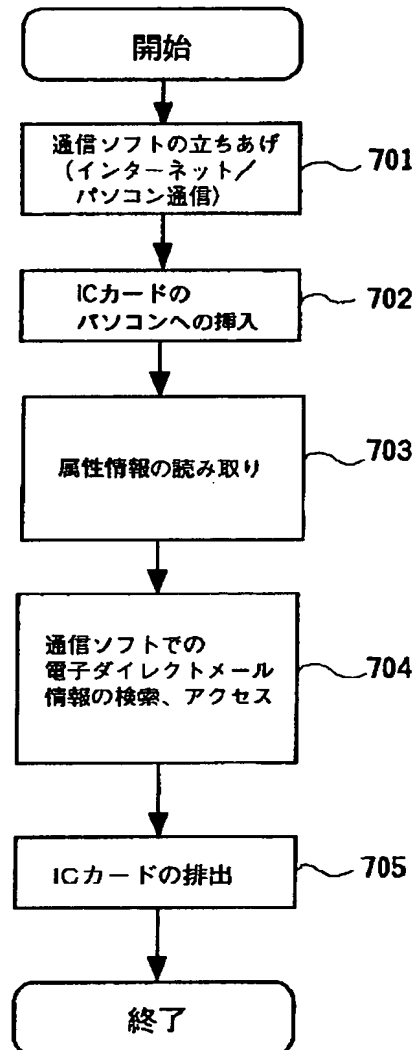 開始
通信ソフトの立ちあげ
(インターネット/
パソコン通信)
701
ICカードの
パソコンへの挿入
702
属性情報の読み取り
703
通信ソフトでの
電子ダイレクトメール
情報の検索、アクセス
704
ICカードの排出
705
終了